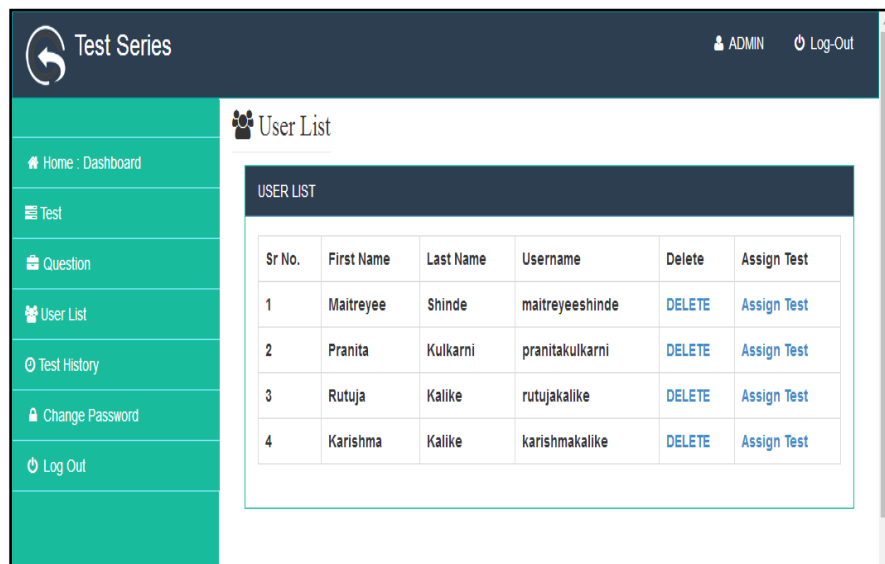 Test Series
ADMIN Log-Out
User List
Home : Dashboard
Test
Question
User List
Test History
Change Password
Log Out
USER LIST
Sr No. First Name Last Name Username Delete Assign Test
1 Maitreyee Shinde maitreyeeshinde DELETE Assign Test
2 Pranita Kulkarni pranitakulkarni DELETE Assign Test
3 Rutuja Kalike rutujakalike DELETE Assign Test
4 Karishma Kalike karishmakalike DELETE Assign Test